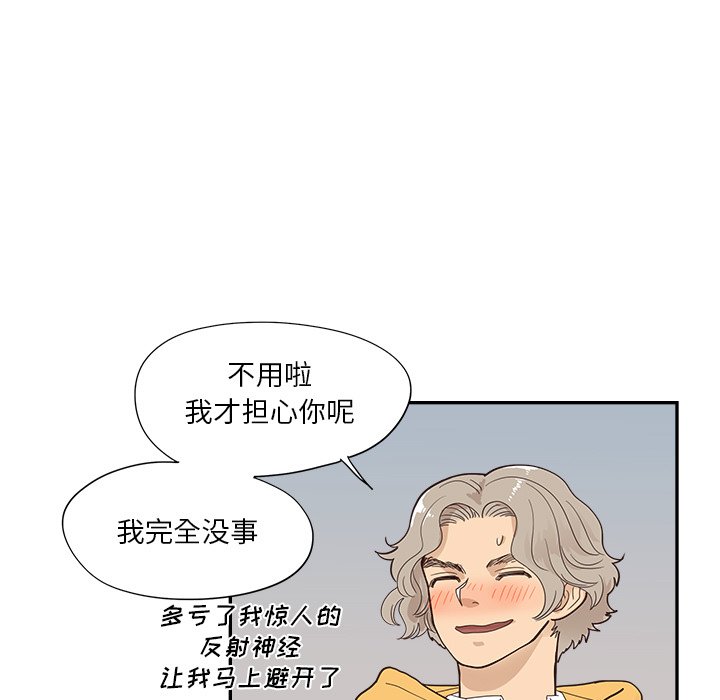 不用啦
我才担心你呢
我完全没事
多亏了我惊人的
反射神经
让我马上避开了